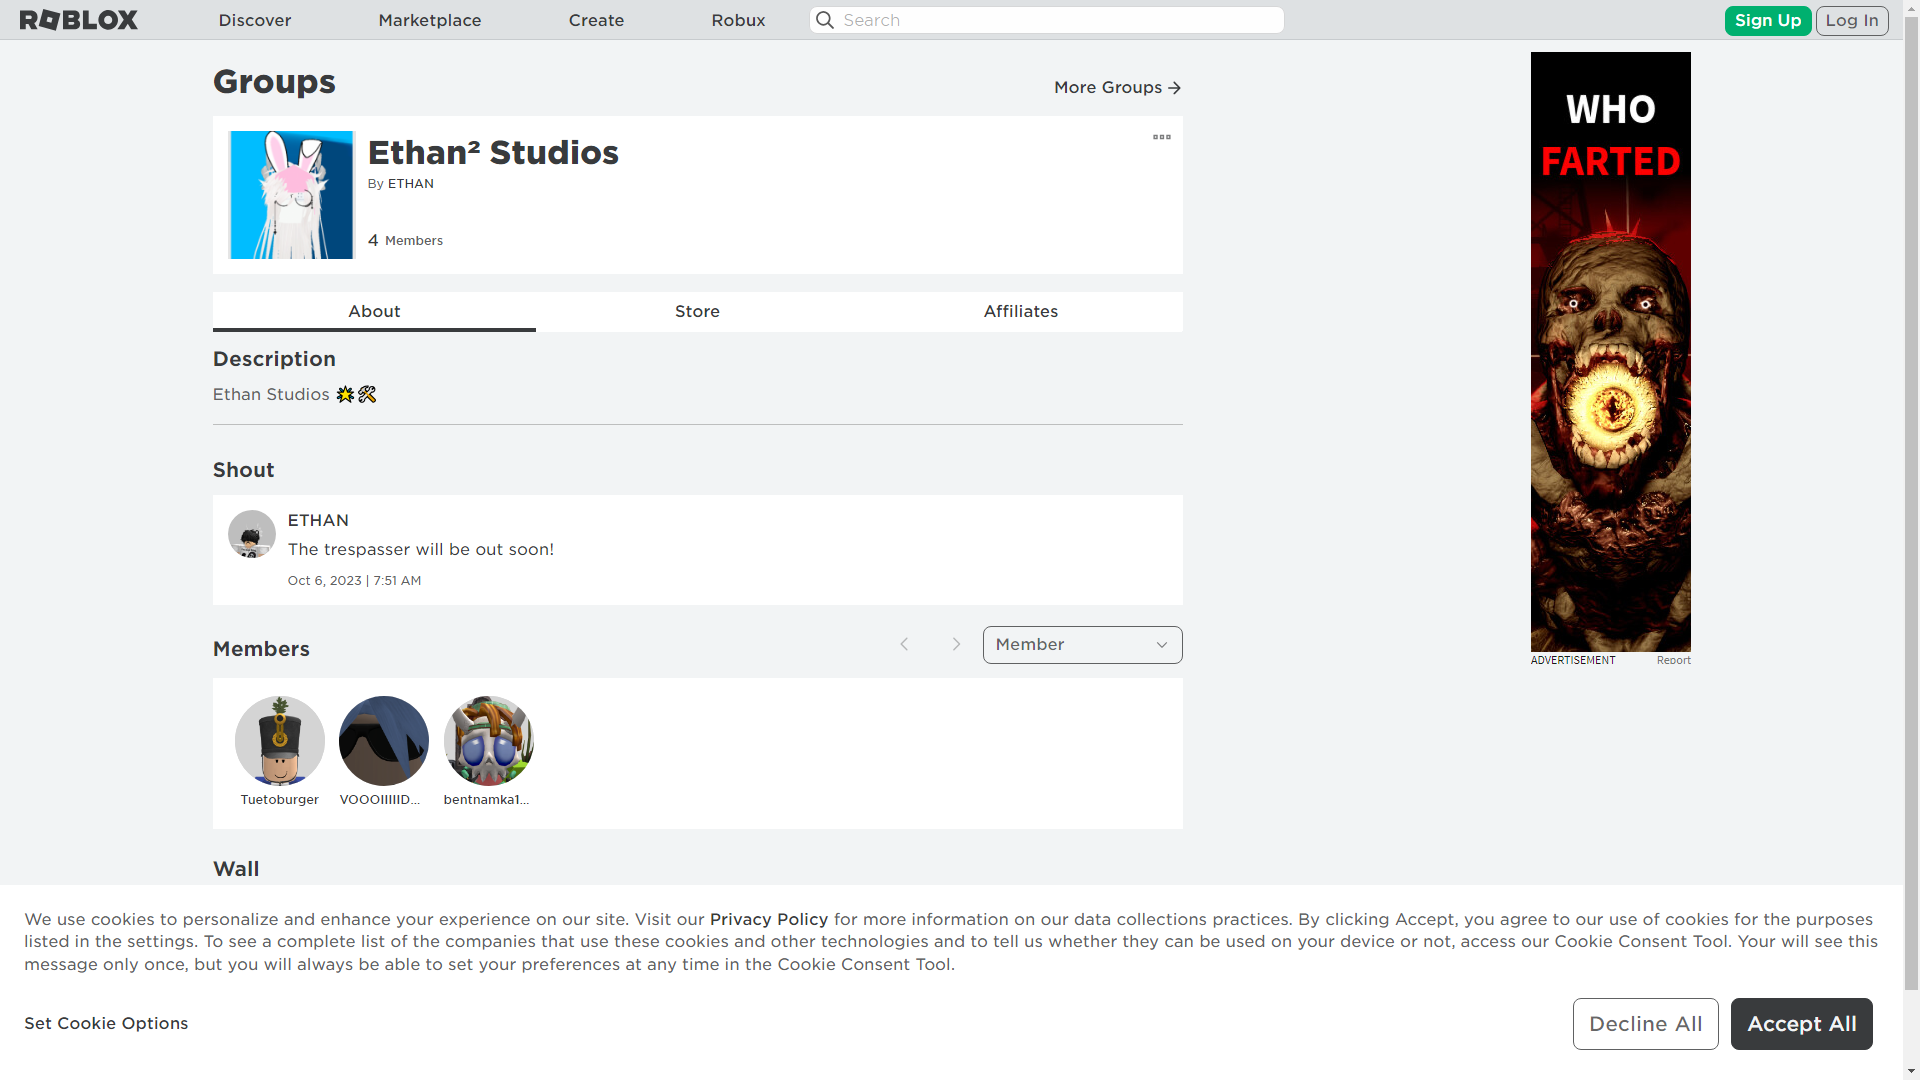 ROBLOX
Discover
Marketplace
Create
Robux
Search
Sign Up
Log In
Groups
More Groups
Ethan² Studios
By ETHAN
4 Members
About
Store
Affiliates
Description
Ethan Studios
Shout
ETHAN
The trespasser will be out soon!
Oct 6, 2023 | 7:51 AM
Members
Member
Tuetoburger
VOOOIIIIID...
bentnamka1...
Wall
WHO
FARTED
ADVERTISEMENT
Report
We use cookies to personalize and enhance your experience on our site. Visit our Privacy Policy for more information on our data collections practices. By clicking Accept, you agree to our use of cookies for the purposes
listed in the settings. To see a complete list of the companies that use these cookies and other technologies and to tell us whether they can be used on your device or not, access our Cookie Consent Tool. Your will see this
message only once, but you will always be able to set your preferences at any time in the Cookie Consent Tool.
Set Cookie Options
Decline All
Accept All